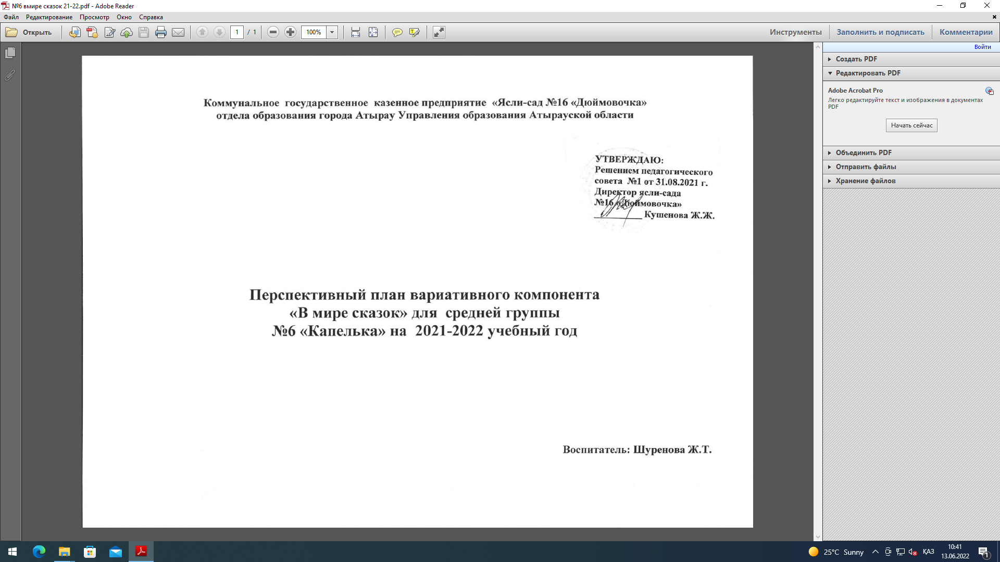 №6 вмире сказок 21-22.pdf - Adobe Reader
Файл Редактирование Просмотр Окно Справка
Открыть 1 / 1 100% Инструменты Заполнить и подписать Комментарии
Войти
Создать PDF
Редактировать PDF
Adobe Acrobat Pro
Легко редактируйте текст и изображения в документах
PDF
Начать сейчас
Объединить PDF
Отправить файлы
Хранение файлов
Коммунальное государственное казенное предприятие «Ясли-сад №16 «Дюймовочка»
отдела образования города Атырау Управления образования Атырауской области
УТВЕРЖДАЮ:
Решением педагогического
совета №1 от 31.08.2021 г.
Директор ясли-сада
№16 «Дюймовочка»
___________ Кушенова Ж.Ж.
Перспективный план вариативного компонента
«В мире сказок» для средней группы
№6 «Капелька» на 2021-2022 учебный год
Воспитатель: Шуренова Ж.Т.
25°C Sunny ҚАЗ 10:41
13.06.2022
1